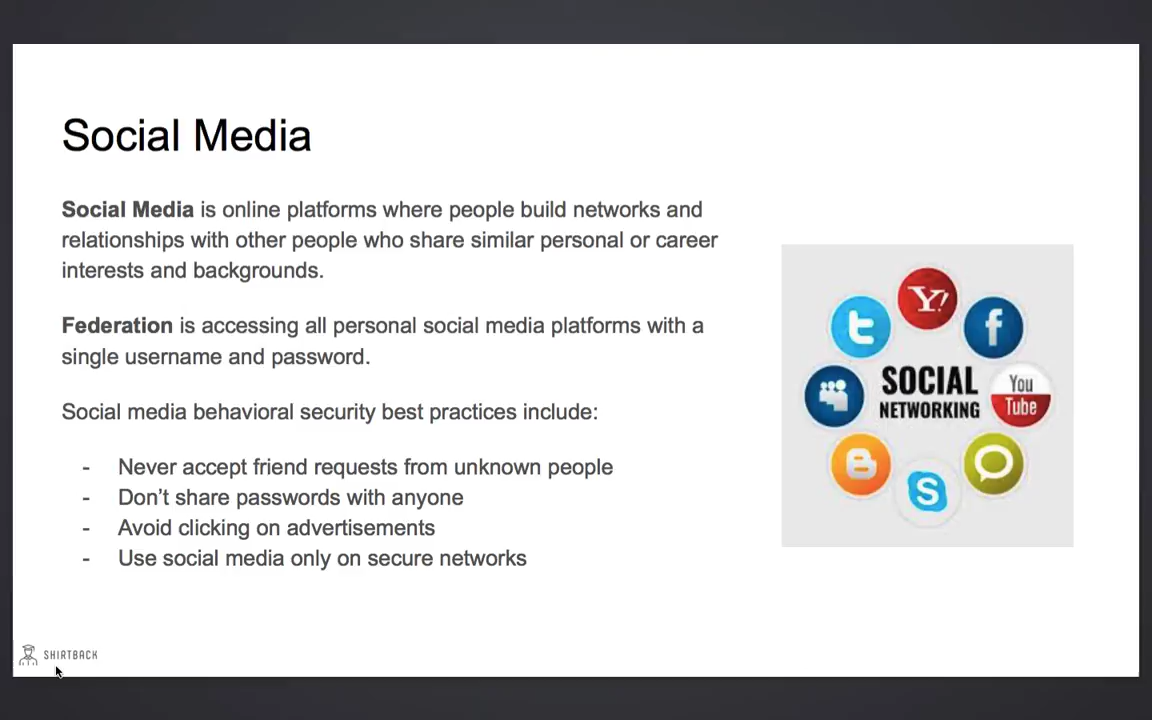 Social Media
Social Media is online platforms where people build networks and
relationships with other people who share similar personal or career
interests and backgrounds.
Federation is accessing all personal social media platforms with a
single username and password.
Social media behavioral security best practices include:
- Never accept friend requests from unknown people
- Don’t share passwords with anyone
- Avoid clicking on advertisements
- Use social media only on secure networks
Y!
t
f
SOCIAL
NETWORKING
You
Tube
B
S
SHIRTBACK